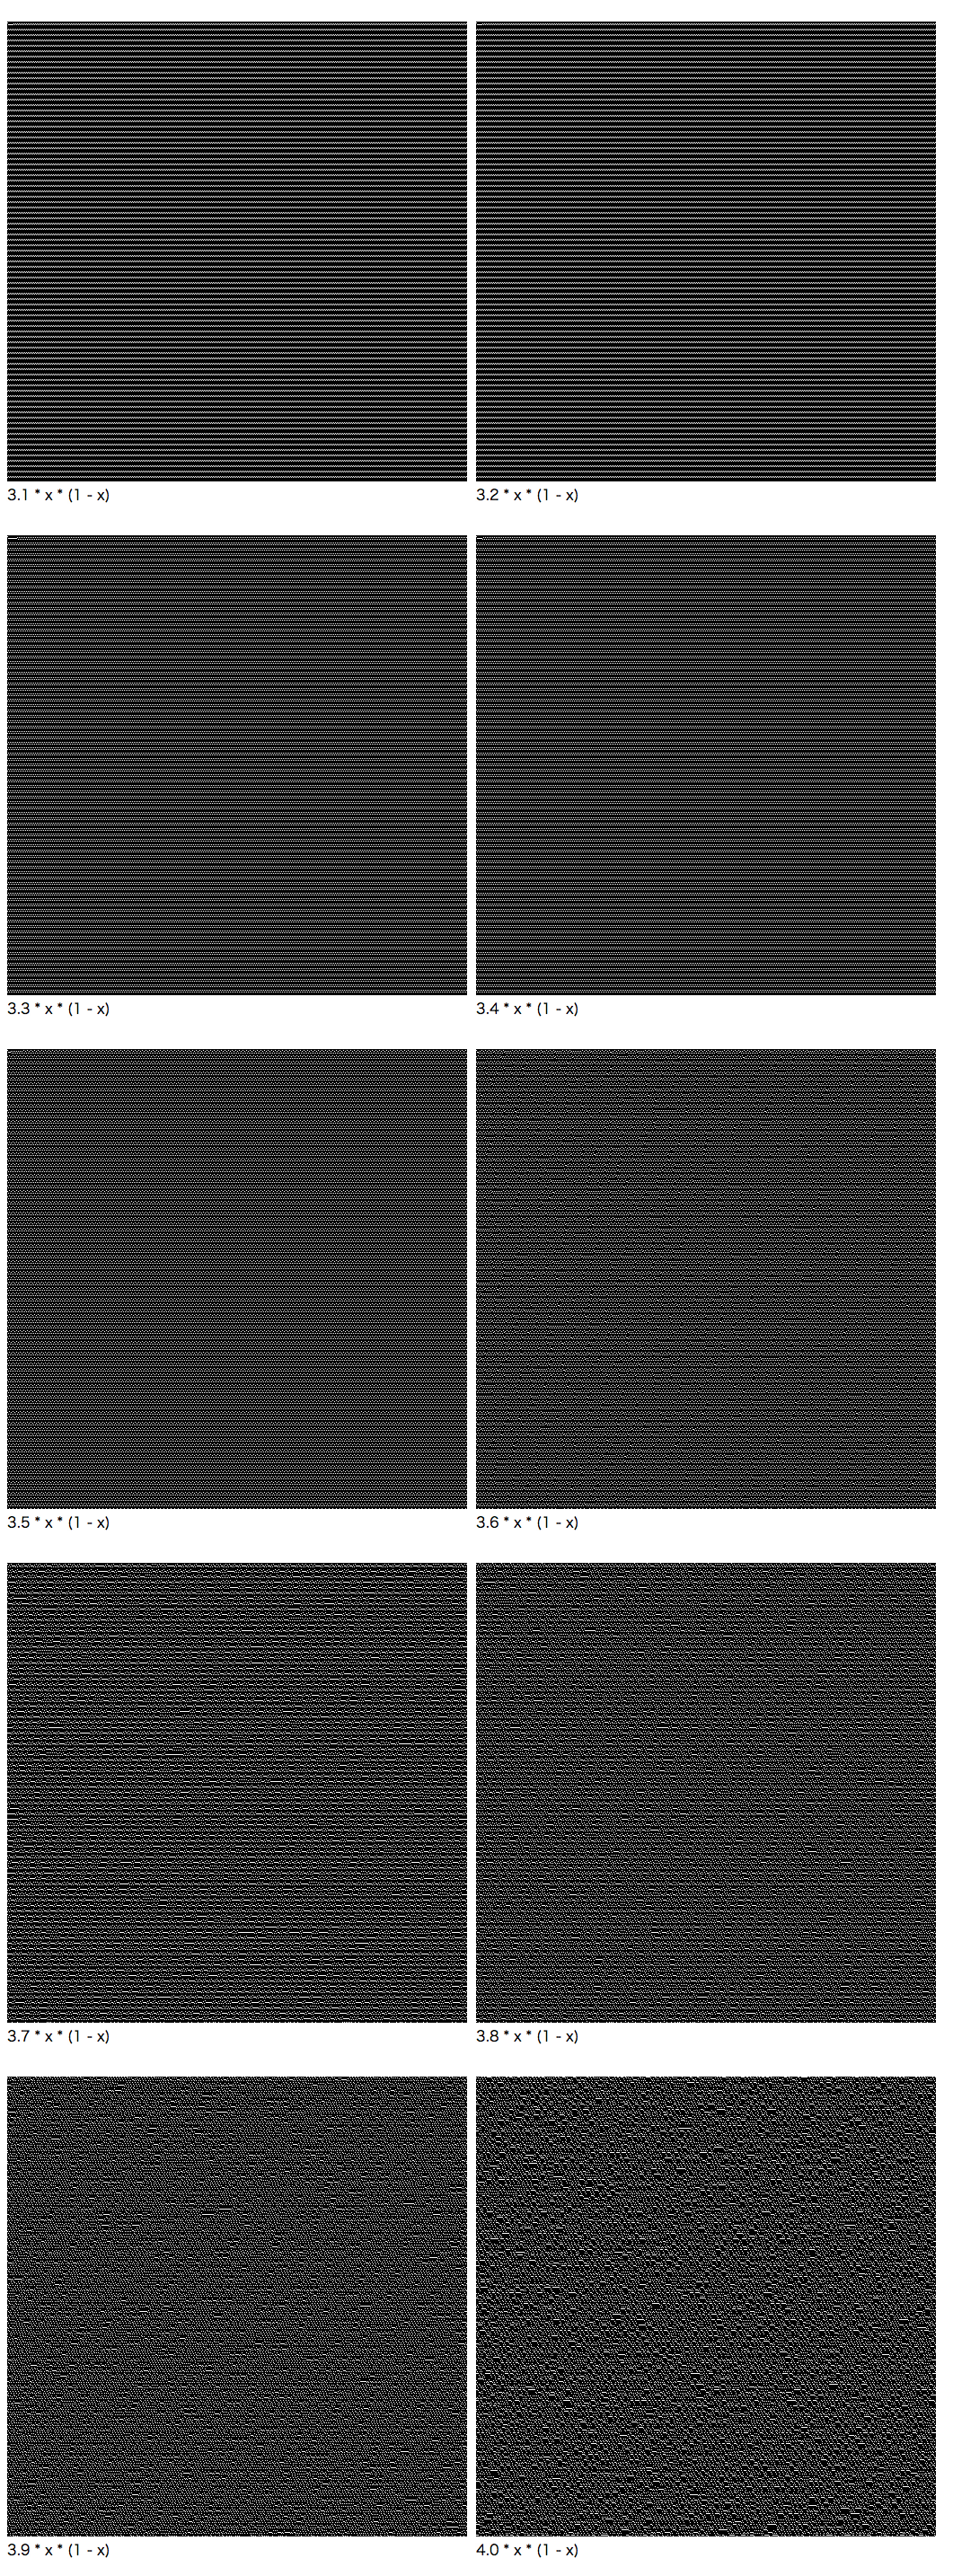 3.1 * x * (1 - x)
3.2 * x * (1 - x)
3.3 * x * (1 - x)
3.4 * x * (1 - x)
3.5 * x * (1 - x)
3.6 * x * (1 - x)
3.7 * x * (1 - x)
3.8 * x * (1 - x)
3.9 * x * (1 - x)
4.0 * x * (1 - x)